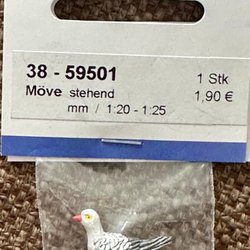 38 - 59501 1 Stk
Möve stehend 1,90 €
mm / 1:20 - 1:25